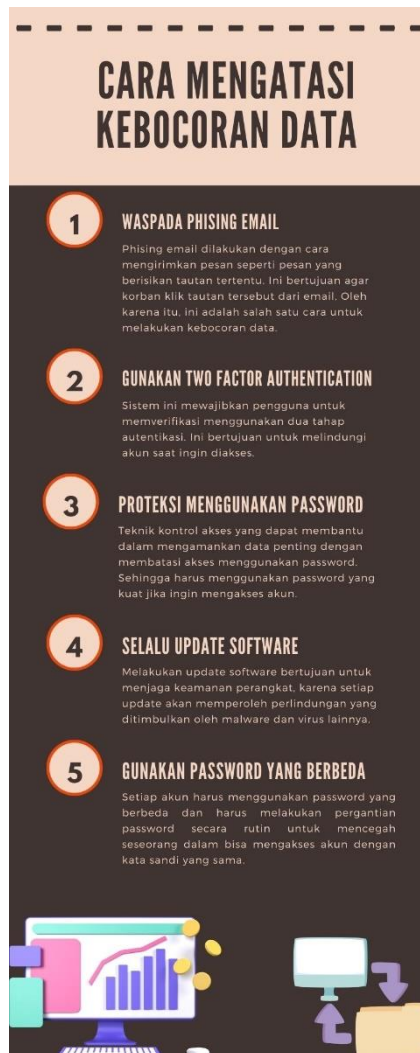 CARA MENGATASI
KEBOCORAN DATA
1
WASPADA PHISING EMAIL
Phising email dilakukan dengan cara
mengirimkan pesan seperti pesan yang
berisikan tautan tertentu. Ini bertujuan agar
korban klik tautan tersebut dari email. Oleh
karena itu, ini adalah salah satu cara untuk
melakukan kebocoran data.
2
GUNAKAN TWO FACTOR AUTHENTICATION
Sistem ini mewajibkan pengguna untuk
memverifikasi menggunakan dua tahap
autentikasi. Ini bertujuan untuk melindungi
akun saat ingin diakses.
3
PROTEKSI MENGGUNAKAN PASSWORD
Teknik kontrol akses yang dapat membantu
dalam mengamankan data penting dengan
membatasi akses menggunakan password.
Sehingga harus menggunakan password yang
kuat jika ingin mengakses akun.
4
SELALU UPDATE SOFTWARE
Melakukan update software bertujuan untuk
menjaga keamanan perangkat, karena setiap
update akan memperoleh perlindungan yang
ditimbulkan oleh malware dan virus lainnya.
5
GUNAKAN PASSWORD YANG BERBEDA
Setiap akun harus menggunakan password yang
berbeda dan harus melakukan pergantian
password secara rutin untuk mencegah
seseorang dalam bisa mengakses akun dengan
kata sandi yang sama.